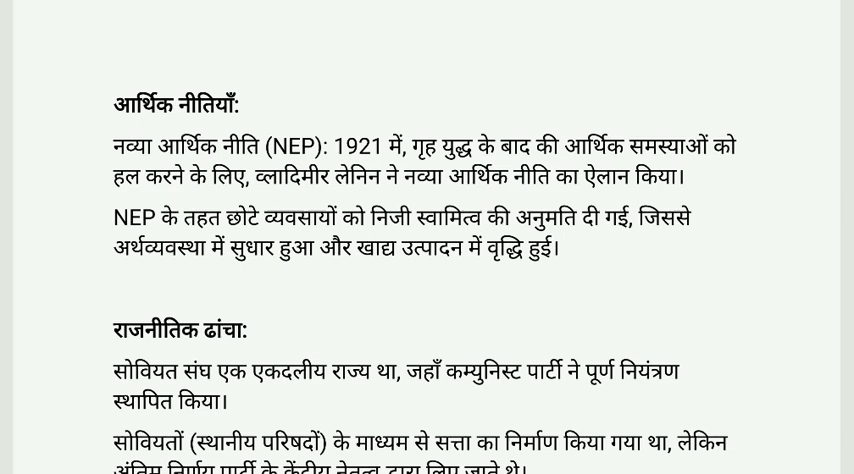 आर्थिक नीतियाँ:
नव्या आर्थिक नीति (NEP): 1921 में, गृह युद्ध के बाद की आर्थिक समस्याओं को
हल करने के लिए, व्लादिमीर लेनिन ने नव्या आर्थिक नीति का ऐलान किया।
NEP के तहत छोटे व्यवसायों को निजी स्वामित्व की अनुमति दी गई, जिससे
अर्थव्यवस्था में सुधार हुआ और खाद्य उत्पादन में वृद्धि हुई।
राजनीतिक ढांचा:
सोवियत संघ एक एकदलीय राज्य था, जहाँ कम्युनिस्ट पार्टी ने पूर्ण नियंत्रण
स्थापित किया।
सोवियतों (स्थानीय परिषदों) के माध्यम से सत्ता का निर्माण किया गया था, लेकिन
अंतिम निर्णय पार्टी के केंद्रीय नेतृत्व द्वारा लिए जाते थे।